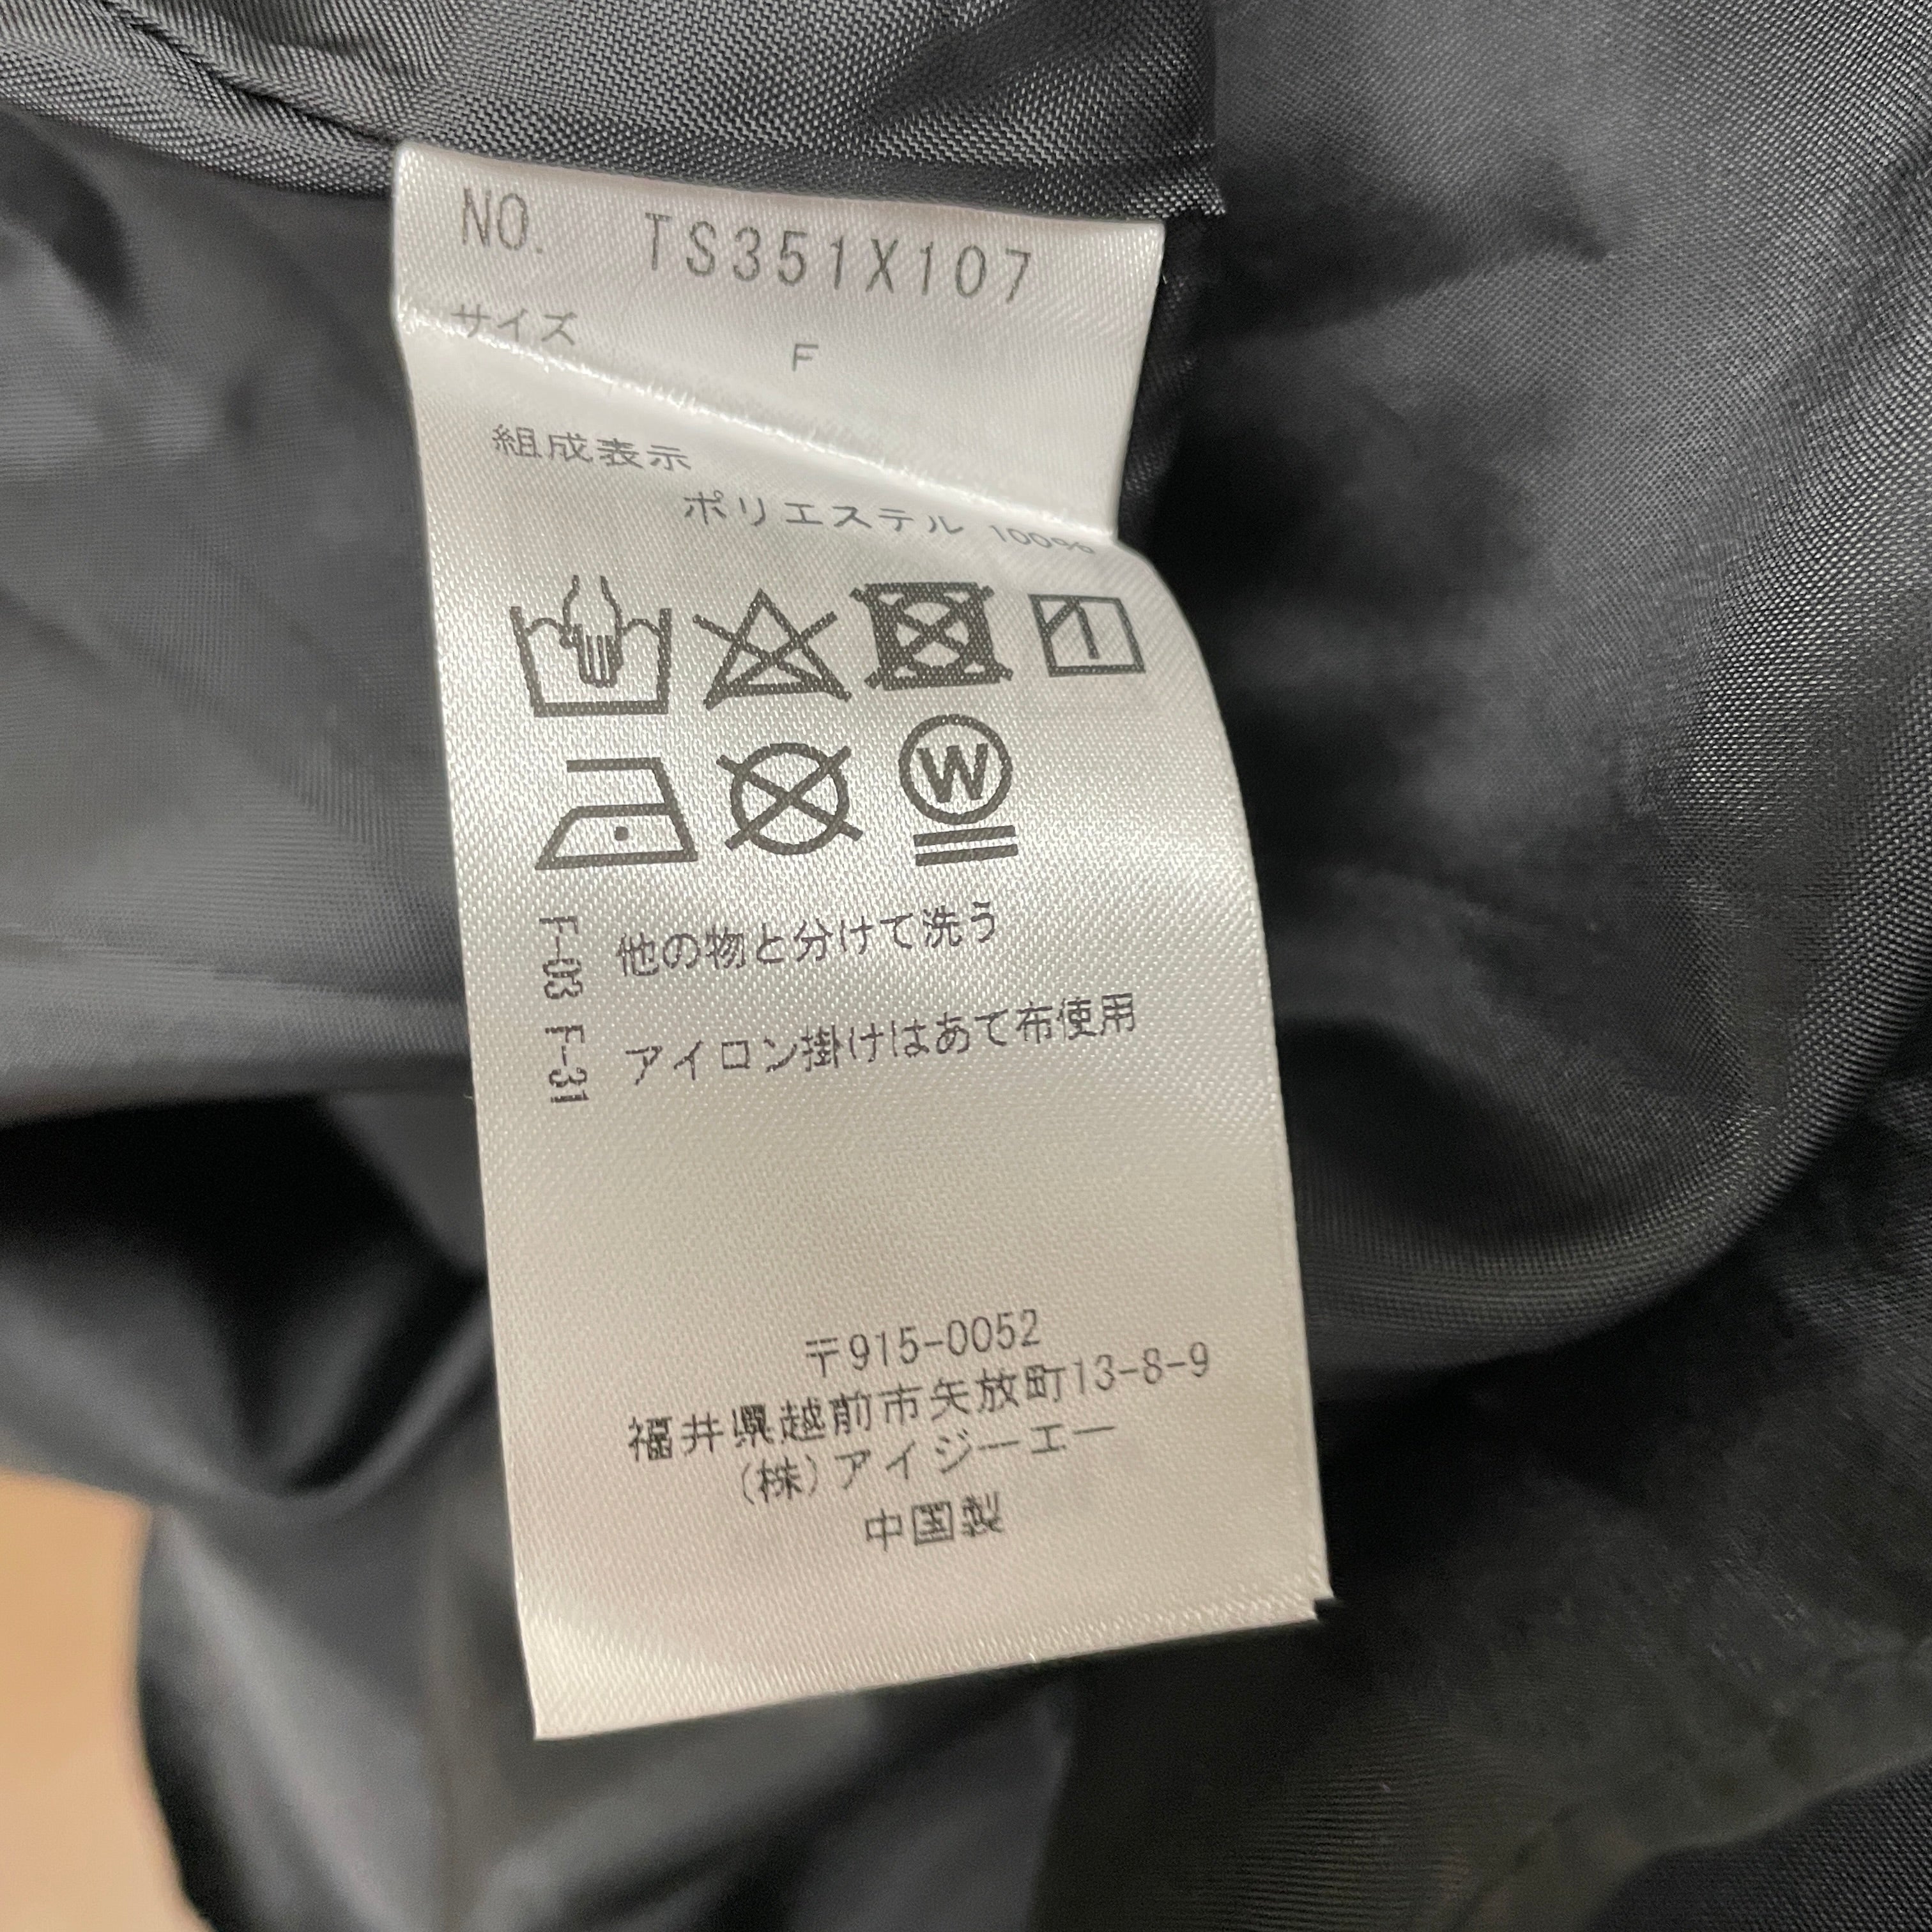 NO. TS351X107
サイズ F
組成表示
ポリエステル 100%
W
他の物と分けて洗う
アイロン掛けはあて布使用
F-03 F-31
〒915-0052
福井県越前市矢放町13-8-9
(株)アイジーエー
中国製